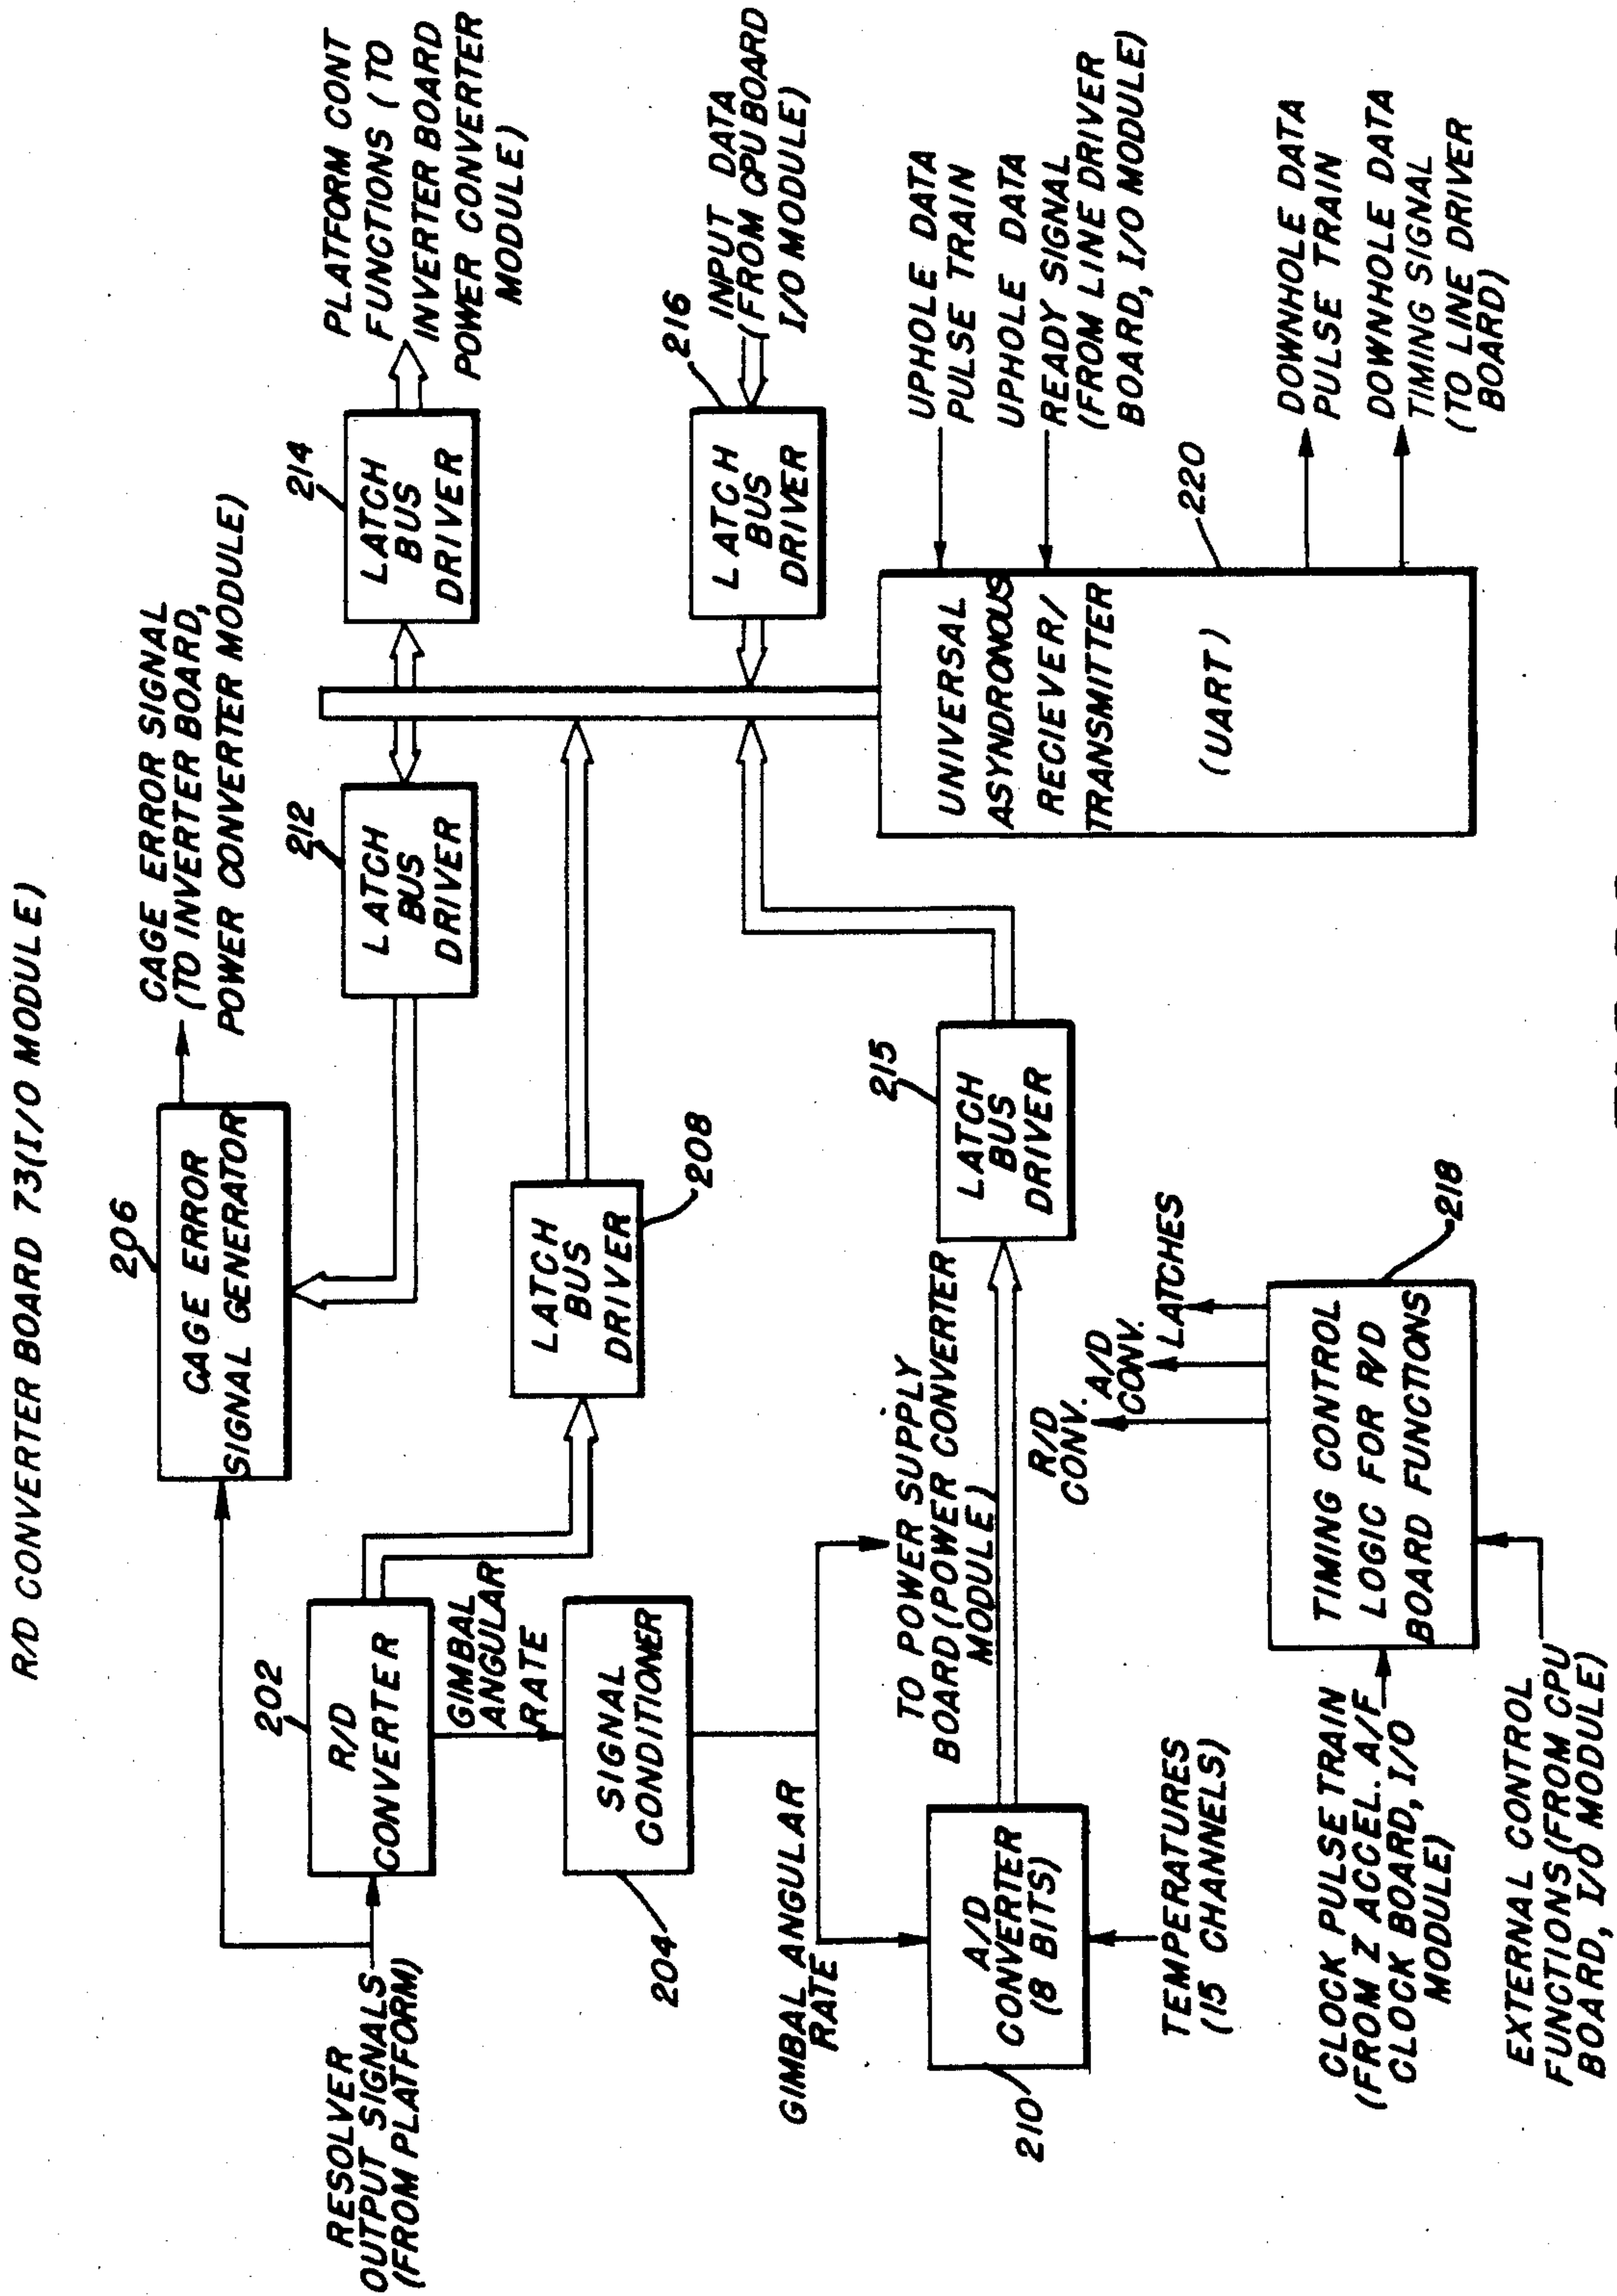 R/D CONVERTER BOARD 73(I/O MODULE)
206
CAGE ERROR
SIGNAL GENERATOR
CAGE ERROR SIGNAL
(TO INVERTER BOARD,
POWER CONVERTER MODULE)
RESOLVER
OUTPUT SIGNALS
(FROM PLATFORM)
202
R/D
CONVERTER
GIMBAL
ANGULAR
RATE
212
LATCH
BUS
DRIVER
214
LATCH
BUS
DRIVER
PLATFORM CONT
FUNCTIONS (TO
INVERTER BOARD
POWER CONVERTER
MODULE)
LATCH
BUS
DRIVER
208
SIGNAL
CONDITIONER
204
216
LATCH
BUS
DRIVER
INPUT DATA
(FROM CPU BOARD
I/O MODULE)
GIMBAL ANGULAR
RATE
TO POWER SUPPLY
BOARD(POWER CONVERTER
MODULE)
A/D
CONVERTER
(8 BITS)
210
215
LATCH
BUS
DRIVER
TEMPERATURES
(15 CHANNELS)
UNIVERSAL
ASYNDRONOUS
RECIEVER/
TRANSMITTER
(UART)
220
UPHOLE DATA
PULSE TRAIN
UPHOLE DATA
READY SIGNAL
(FROM LINE DRIVER
BOARD, I/O MODULE)
DOWNHOLE DATA
PULSE TRAIN
DOWNHOLE DATA
TIMING SIGNAL
(TO LINE DRIVER
BOARD)
R/D
CONV.
A/D
CONV.
LATCHES
218
TIMING CONTROL
LOGIC FOR R/D
BOARD FUNCTIONS
CLOCK PULSE TRAIN
(FROM Z ACCEL. A/F
CLOCK BOARD, I/O
MODULE)
EXTERNAL CONTROL
FUNCTIONS(FROM CPU
BOARD, I/O MODULE)